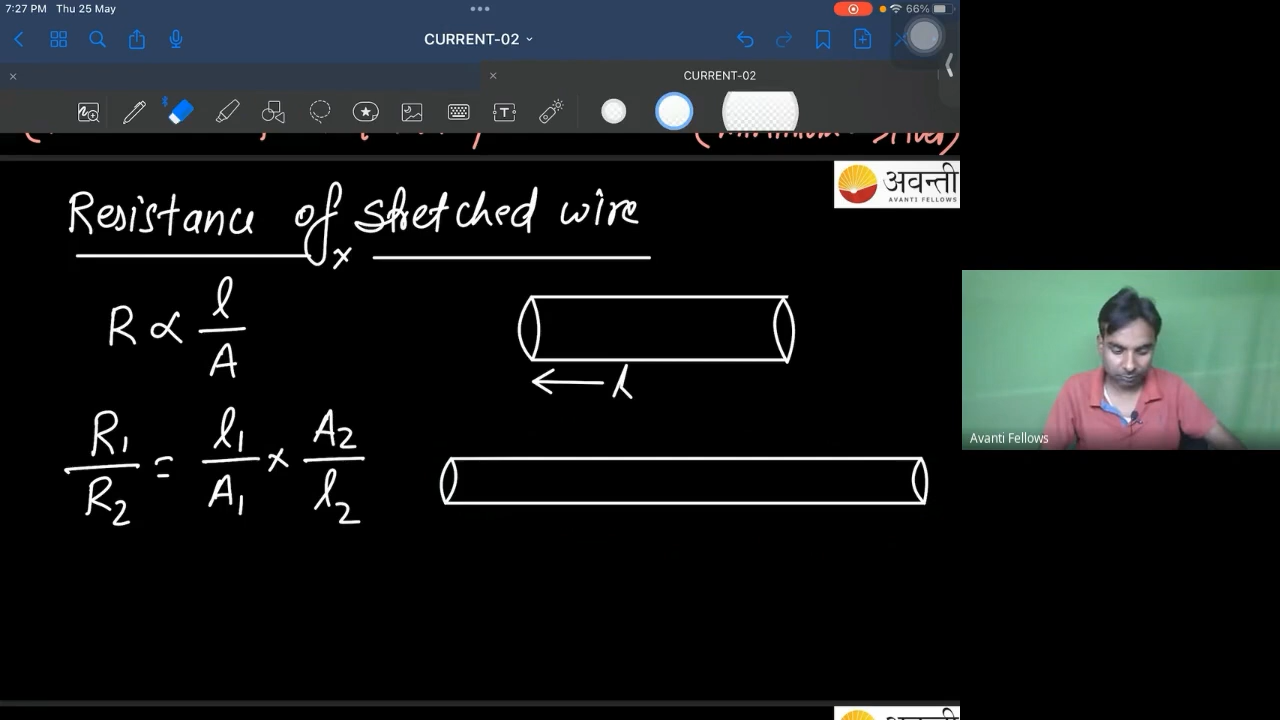 7:27 PM Thu 25 May
66%
CURRENT-02
CURRENT-02
अवन्ती
AVANTI FELLOWS
Resistance of stretched wire
x
R ∝ l/A
l
R₁/R₂ = l₁/A₁ × A₂/l₂
Avanti Fellows